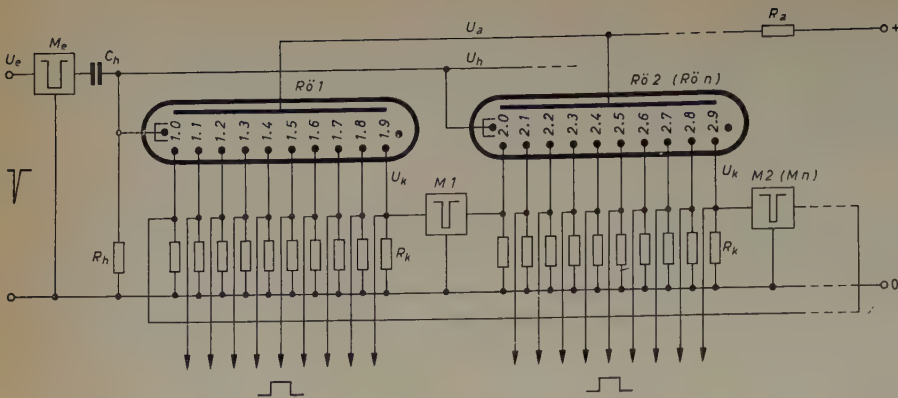 U_a
R_a
+
U_e
M_e
C_h
U_h
Rö 1
Rö 2 (Rö n)
1.0 1.1 1.2 1.3 1.4 1.5 1.6 1.7 1.8 1.9
2.0 2.1 2.2 2.3 2.4 2.5 2.6 2.7 2.8 2.9
U_k
M1
U_k
M2 (Mn)
R_h
R_k
R_k
0